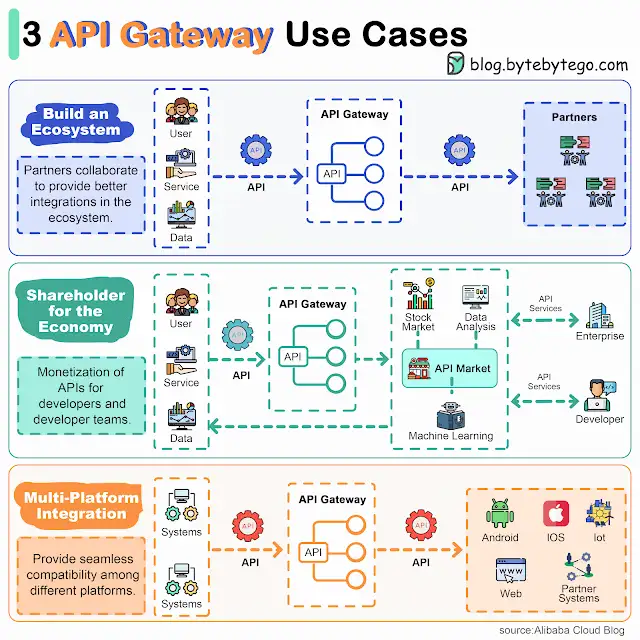 3 API Gateway Use Cases
blog.bytebytego.com
Build an
Ecosystem
Partners collaborate
to provide better
integrations in the
ecosystem.
User
Service
Data
API
API
API Gateway
API
API
API
Partners
Shareholder
for the
Economy
Monetization of
APIs for
developers and
developer teams.
User
Service
Data
API
API
API Gateway
API
Stock
Market
Data
Analysis
API Market
Machine Learning
API
Services
Enterprise
API
Services
Developer
Multi-Platform
Integration
Provide seamless
compatibility among
different platforms.
Systems
Systems
API
API
API Gateway
API
API
API
Android
IOS
Iot
Web
WWW
Partner
Systems
source:Alibaba Cloud Blog